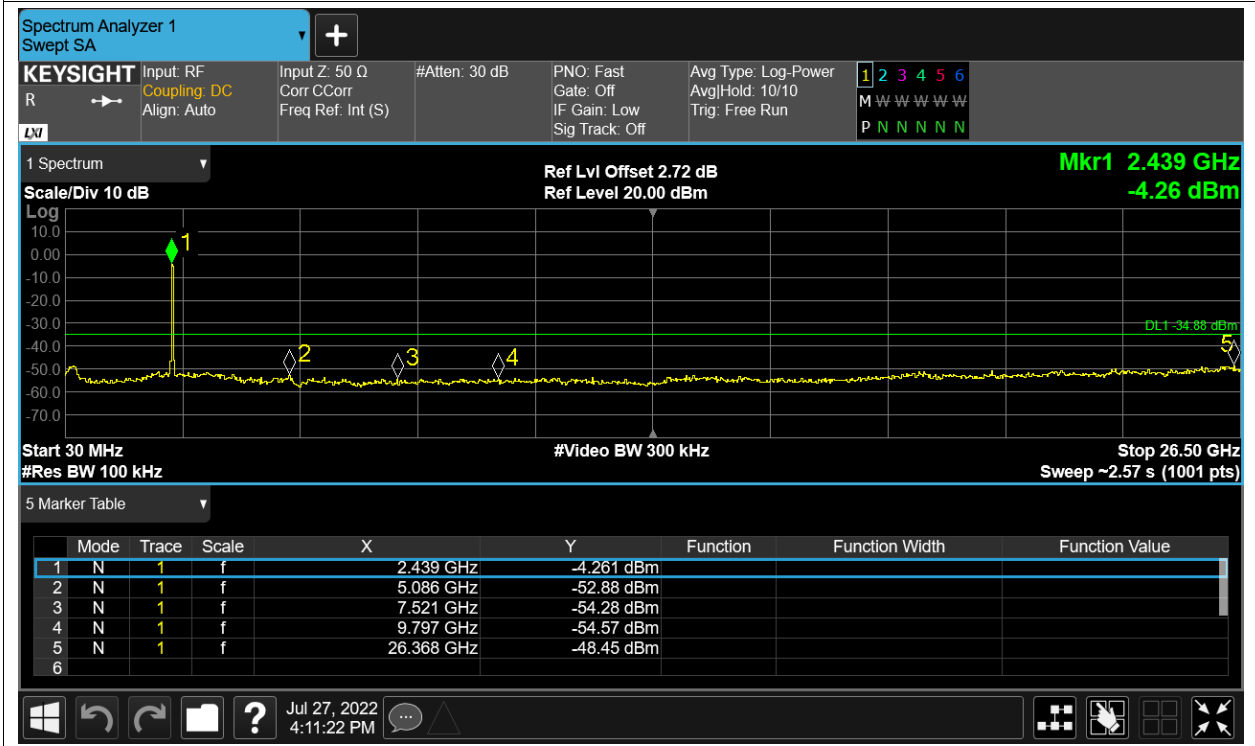 Spectrum Analyzer 1
Swept SA
KEYSIGHT Input: RF Input Z: 50 Ω #Atten: 30 dB PNO: Fast Avg Type: Log-Power 1 2 3 4 5 6
R Coupling: DC Corr CCorr Gate: Off Avg|Hold: 10/10 M W W W W W
Align: Auto Freq Ref: Int (S) IF Gain: Low Trig: Free Run
LXI Sig Track: Off P N N N N N
1 Spectrum Ref Lvl Offset 2.72 dB Mkr1 2.439 GHz
Scale/Div 10 dB Ref Level 20.00 dBm -4.26 dBm
Log
10.0
1
0.00
-10.0
-20.0
-30.0 DL1 -34.88 dBm
-40.0
2 3 4 5
-50.0
-60.0
-70.0
Start 30 MHz #Video BW 300 kHz Stop 26.50 GHz
#Res BW 100 kHz Sweep ~2.57 s (1001 pts)
5 Marker Table
Mode Trace Scale X Y Function Function Width Function Value
1 N 1 f 2.439 GHz -4.261 dBm
2 N 1 f 5.086 GHz -52.88 dBm
3 N 1 f 7.521 GHz -54.28 dBm
4 N 1 f 9.797 GHz -54.57 dBm
5 N 1 f 26.368 GHz -48.45 dBm
6
? Jul 27, 2022
4:11:22 PM